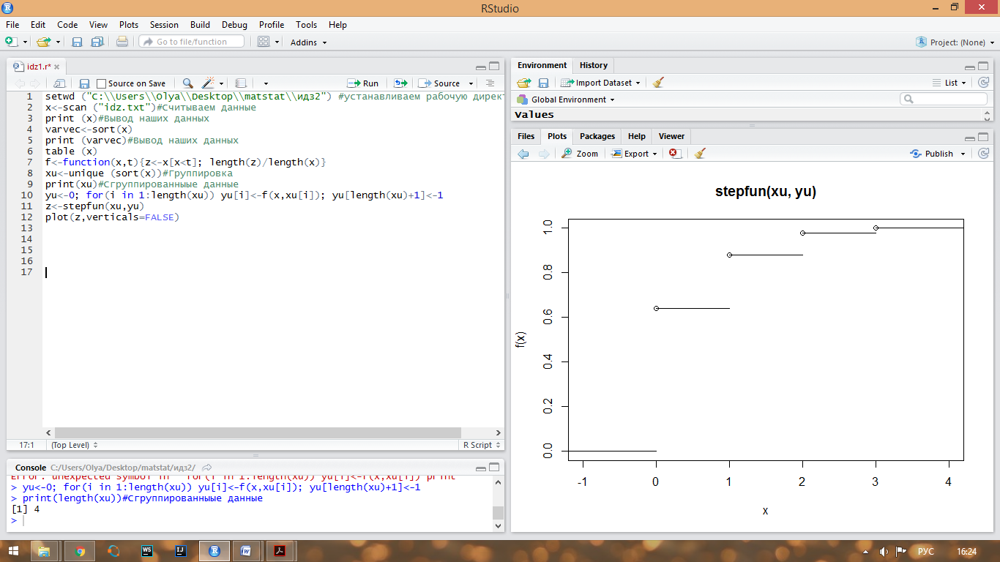 RStudio
File Edit Code View Plots Session Build Debug Profile Tools Help
Go to file/function Addins Project: (None)
idz1.r*
Source on Save Run Source
1 setwd ("C:\\Users\\Olya\\Desktop\\matstat\\идз2") #устанавливаем рабочую дирек
2 x<-scan ("idz.txt")#Считываем данные
3 print (x)#Вывод наших данных
4 varvec<-sort(x)
5 print (varvec)#Вывод наших данных
6 table (x)
7 f<-function(x,t){z<-x[x<t]; length(z)/length(x)}
8 xu<-unique (sort(x))#Группировка
9 print(xu)#Сгруппированныые данные
10 yu<-0; for(i in 1:length(xu)) yu[i]<-f(x,xu[i]); yu[length(xu)+1]<-1
11 z<-stepfun(xu,yu)
12 plot(z,verticals=FALSE)
13
14
15
16
17
17:1 (Top Level) R Script
Console C:/Users/Olya/Desktop/matstat/идз2/
Error: unexpected symbol in " for(i in 1:length(xu)) yu[i]<-f(x,xu[i]) print"
> yu<-0; for(i in 1:length(xu)) yu[i]<-f(x,xu[i]); yu[length(xu)+1]<-1
> print(length(xu))#Сгруппированныые данные
[1] 4
>
Environment History
Import Dataset List
Global Environment
Values
Files Plots Packages Help Viewer
Zoom Export Publish
stepfun(xu, yu)
f(x)
1.0
0.8
0.6
0.4
0.2
0.0
-1 0 1 2 3 4
x
WS IJ R W РУС 16:24